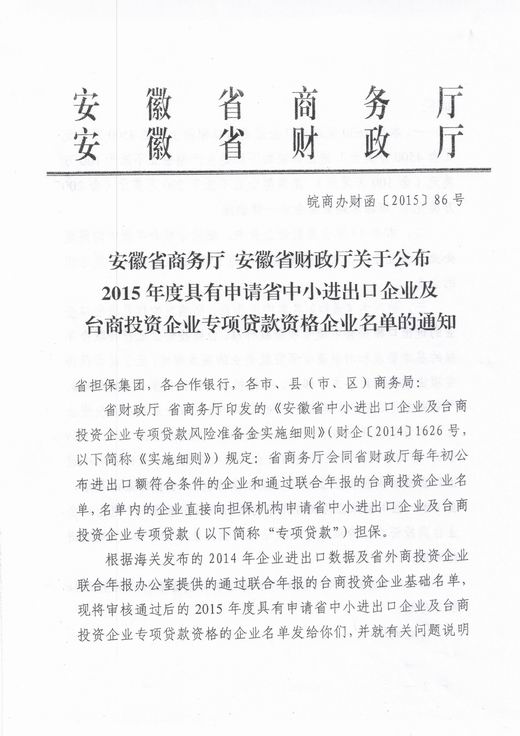 安徽省商务厅
安徽省财政厅
皖商办财函〔2015〕86号
安徽省商务厅 安徽省财政厅关于公布
2015年度具有申请省中小进出口企业及
台商投资企业专项贷款资格企业名单的通知
省担保集团，各合作银行，各市、县（市、区）商务局：
省财政厅 省商务厅印发的《安徽省中小进出口企业及台商
投资企业专项贷款风险准备金实施细则》（财企〔2014〕1626号，
以下简称《实施细则》）规定：省商务厅会同省财政厅每年初公
布进出口额符合条件的企业和通过联合年报的台商投资企业名
单，名单内的企业直接向担保机构申请省中小进出口企业及台商
投资企业专项贷款（以下简称“专项贷款”）担保。
根据海关发布的2014年企业进出口数据及省外商投资企业
联合年报办公室提供的通过联合年报的台商投资企业基础名单，
现将审核通过后的2015年度具有申请省中小进出口企业及台商
投资企业专项贷款资格的企业名单发给你们，并就有关问题说明